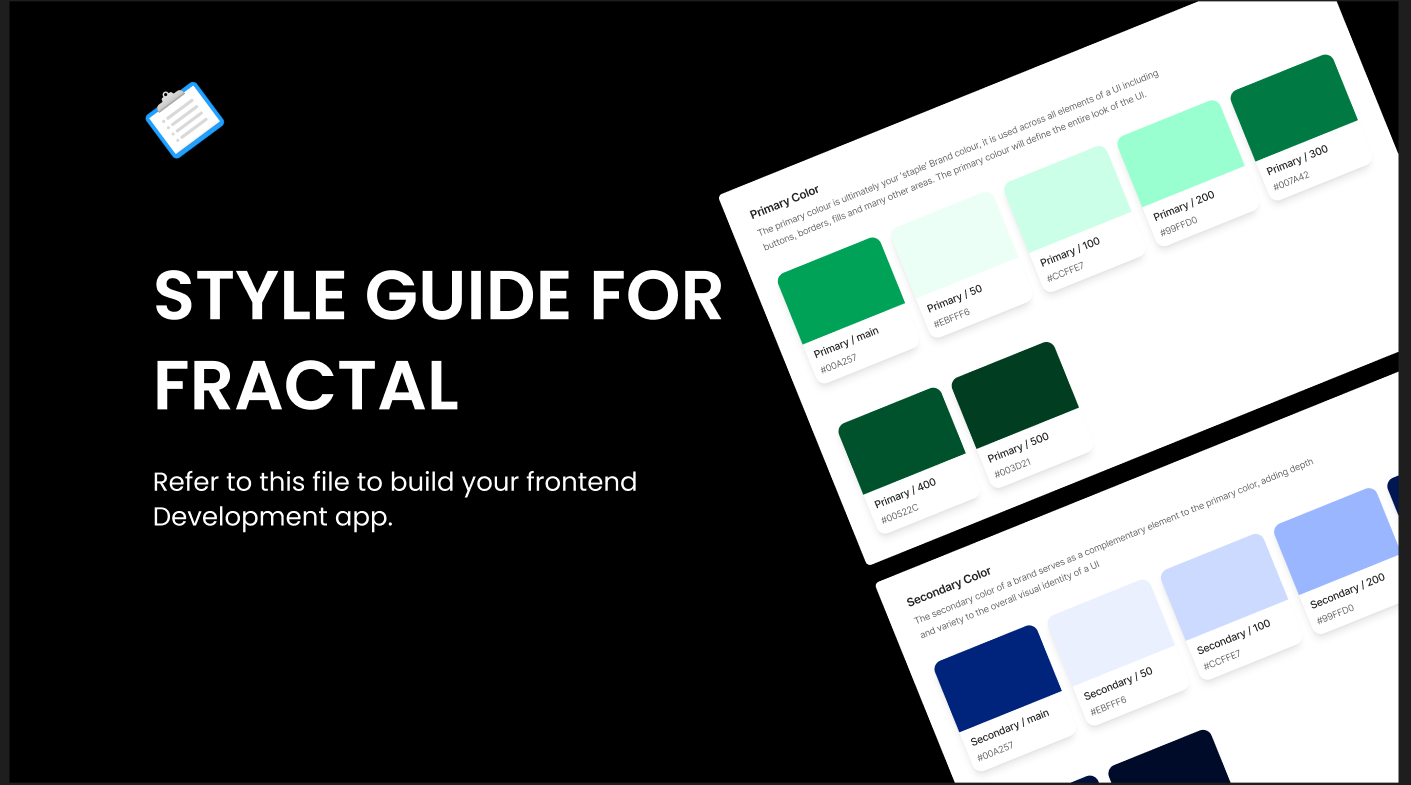 STYLE GUIDE FOR
FRACTAL
Refer to this file to build your frontend
Development app.
Primary Color
The primary colour is ultimately your 'staple' Brand colour, it is used across all elements of a UI including
buttons, borders, fills and many other areas. The primary colour will define the entire look of the UI.
Primary / main
#00A257
Primary / 50
#EBFFF6
Primary / 100
#CCFFE7
Primary / 200
#99FFD0
Primary / 300
#007A42
Primary / 400
#00522C
Primary / 500
#003D21
Secondary Color
The secondary color of a brand serves as a complementary element to the primary color, adding depth
and variety to the overall visual identity of a UI
Secondary / main
#00A257
Secondary / 50
#EBFFF6
Secondary / 100
#CCFFE7
Secondary / 200
#99FFD0